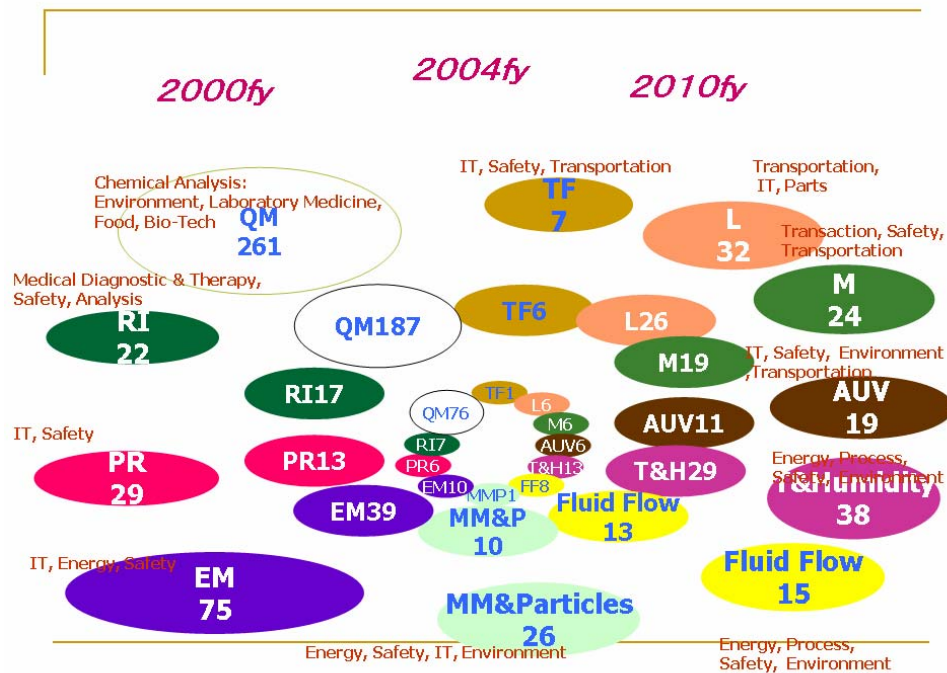 2000fy
2004fy
2010fy
IT, Safety, Transportation
TF
7
Transportation,
IT, Parts
L
32
Chemical Analysis:
Environment, Laboratory Medicine,
Food, Bio-Tech
QM
261
Transaction, Safety,
Transportation
M
24
Medical Diagnostic & Therapy,
Safety, Analysis
RI
22
QM187
TF6
L26
M19
IT, Safety, Environment
,Transportation
AUV
19
RI17
QM76
TF1
L6
M6
AUV11
IT, Safety
PR
29
PR13
RI7
AUV6
PR6
T&H13
T&H29
Energy, Process,
Safety, Environment
T&Humidity
38
EM39
EM10
MMP1
FF8
MM&P
10
Fluid Flow
13
IT, Energy, Safety
EM
75
Fluid Flow
15
MM&Particles
26
Energy, Safety, IT, Environment
Energy, Process,
Safety, Environment